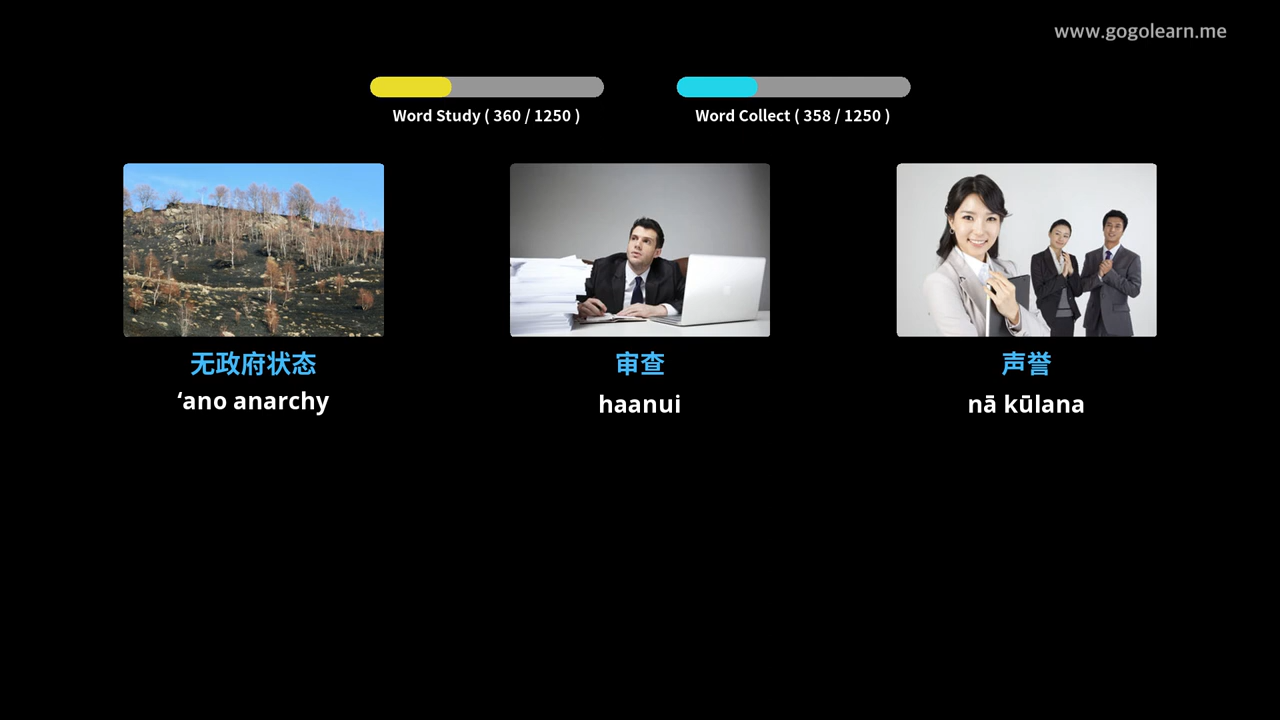 www.gogolearn.me
Word Study ( 360 / 1250 )
Word Collect ( 358 / 1250 )
无政府状态
ʻano anarchy
审查
haanui
声誉
nā kūlana